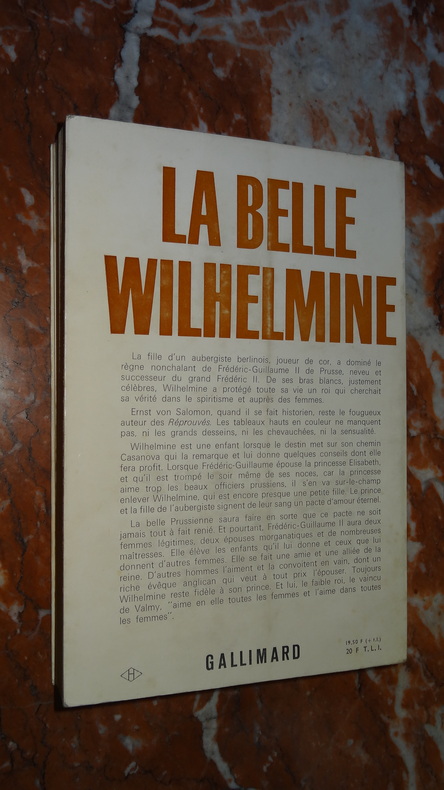 LA BELLE
WILHELMINE
La fille d'un aubergiste berlinois, joueur de cor, a dominé le
règne nonchalant de Frédéric-Guillaume II de Prusse, neveu et
successeur du grand Frédéric II. De ses bras blancs, justement
célèbres, Wilhelmine a protégé toute sa vie un roi qui cherchait
sa vérité dans le spiritisme et auprès des femmes.
Ernst von Salomon, quand il se fait historien, reste le fougueux
auteur des Réprouvés. Les tableaux hauts en couleur ne manquent
pas, ni les grands desseins, ni les chevauchées, ni la sensualité.
Wilhelmine est une enfant lorsque le destin met sur son chemin
Casanova qui la remarque et lui donne quelques conseils dont elle
fera profit. Lorsque Frédéric-Guillaume épouse la princesse Elisabeth,
et qu'il est trompé le soir même de ses noces, car la princesse
aime trop les beaux officiers prussiens, il s'en va sur-le-champ
enlever Wilhelmine, qui est encore presque une petite fille. Le prince
et la fille de l'aubergiste signent de leur sang un pacte d'amour éternel.
La belle Prussienne saura faire en sorte que ce pacte ne soit
jamais tout à fait renié. Et pourtant, Frédéric-Guillaume II aura deux
femmes légitimes, deux épouses morganatiques et de nombreuses
maîtresses. Elle élève les enfants qu'il lui donne et ceux que lui
donnent d'autres femmes. Elle se fait une amie et une alliée de la
reine. D'autres hommes l'aiment et la convoitent en vain, dont un
riche évêque anglican qui veut à tout prix l'épouser. Toujours
Wilhelmine reste fidèle à son prince. Et lui, le faible roi, le vaincu
de Valmy, "aime en elle toutes les femmes et l'aime dans toutes
les femmes".
GALLIMARD
19,50 F (+ t.l.)
20 F T.L.I.
H